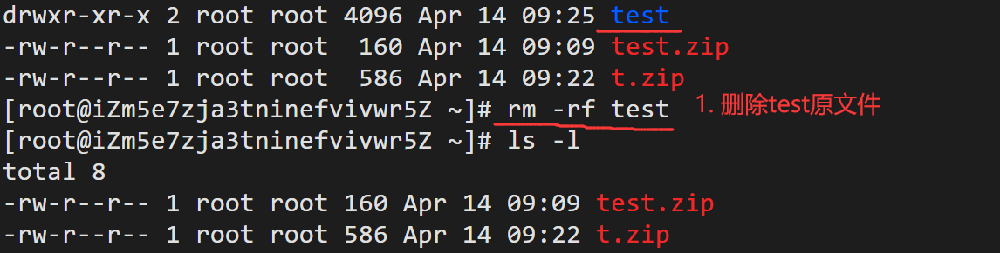 drwxr-xr-x 2 root root 4096 Apr 14 09:25 test
-rw-r--r-- 1 root root  160 Apr 14 09:09 test.zip
-rw-r--r-- 1 root root  586 Apr 14 09:22 t.zip
[root@iZm5e7zja3tninefvivwr5Z ~]# rm -rf test 1. 删除test原文件
[root@iZm5e7zja3tninefvivwr5Z ~]# ls -l
total 8
-rw-r--r-- 1 root root 160 Apr 14 09:09 test.zip
-rw-r--r-- 1 root root 586 Apr 14 09:22 t.zip